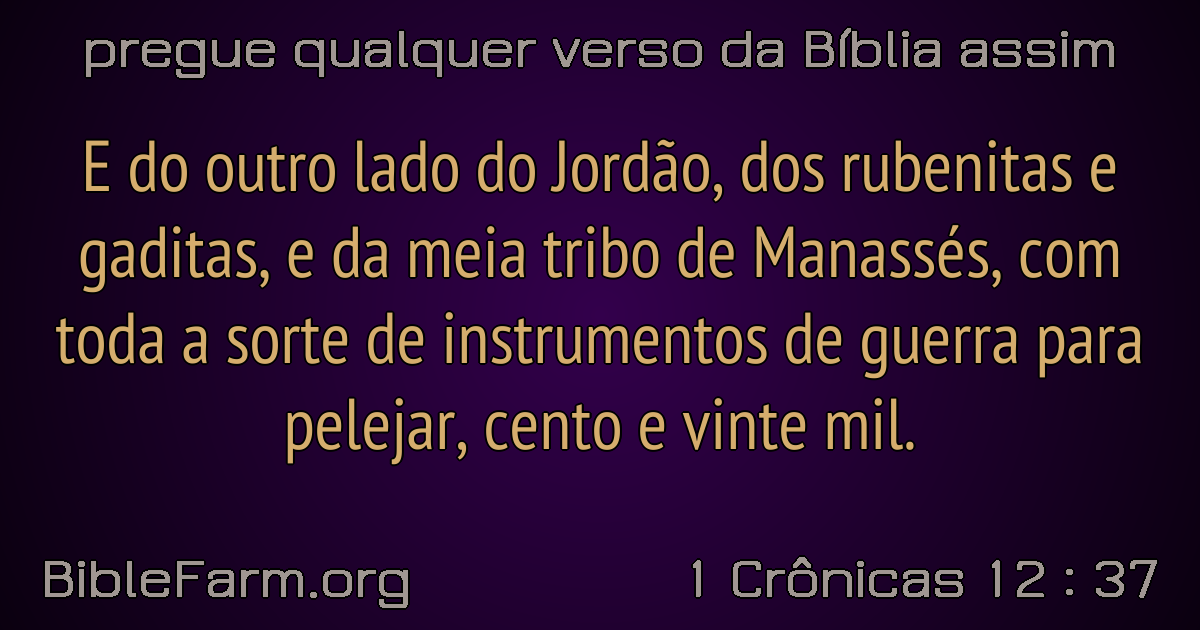 pregue qualquer verso da Bíblia assim
E do outro lado do Jordão, dos rubenitas e
gaditas, e da meia tribo de Manassés, com
toda a sorte de instrumentos de guerra para
pelejar, cento e vinte mil.
BibleFarm.org
1 Crônicas 12 : 37